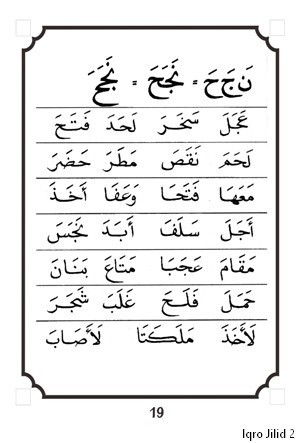 نَ جَ حَ = نَجَحَ = نَجَحَ
عَجَلَ سَخَرَ لَحَدَ فَتَحَ
لَحَمَ نَقَصَ مَطَرَ حَضَرَ
مَعَهَا فَتَحَا وَعَفَا أَخَذَ
أَجَلَ سَلَفَ أَبَدَ نَجَسَ
مَقَامَ عَجَبَا مَتَاعَ بَنَانَ
حَمَلَ فَلَحَ غَلَبَ شَجَرَ
لَأَخَذَ مَلَكَتَا لَأَصَابَ
19
Iqro Jilid 2